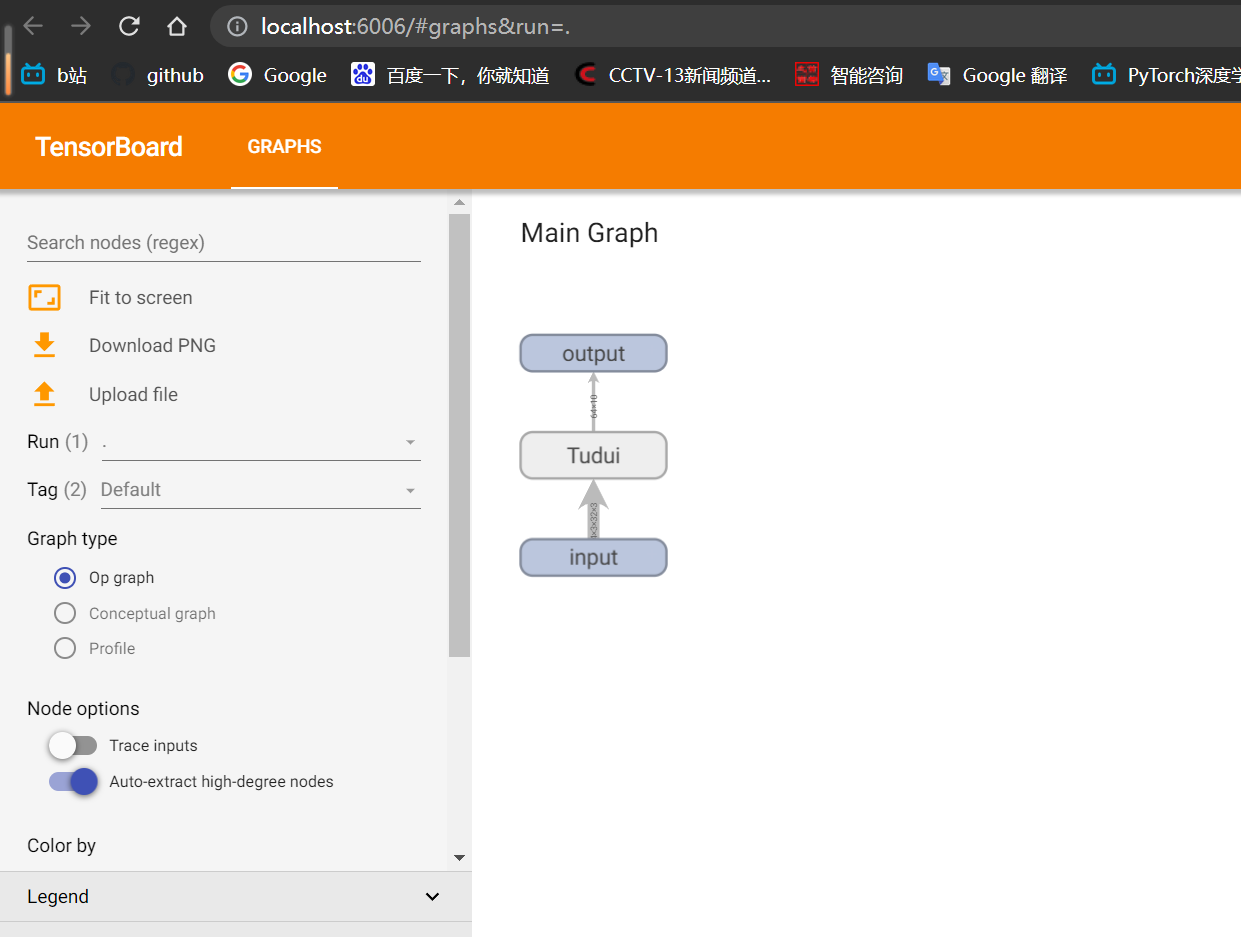 localhost:6006/#graphs&run=.
b站 github Google 百度一下，你就知道 CCTV-13新闻频道... 智能咨询 Google 翻译 PyTorch深度学
TensorBoard GRAPHS
Search nodes (regex)
Fit to screen
Download PNG
Upload file
Run (1) .
Tag (2) Default
Graph type
Op graph
Conceptual graph
Profile
Node options
Trace inputs
Auto-extract high-degree nodes
Color by
Legend
Main Graph
output
64×10
Tudui
input